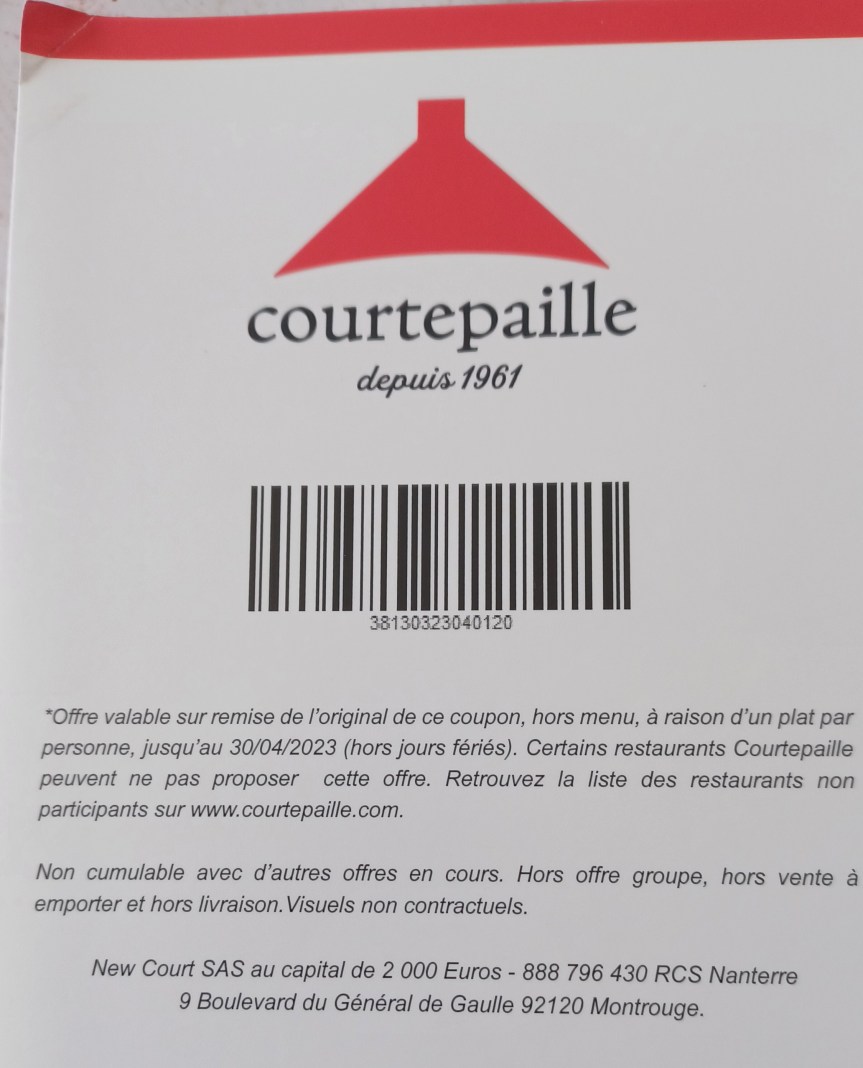 courtepaille
depuis 1961
38130323040120
*Offre valable sur remise de l'original de ce coupon, hors menu, à raison d'un plat par
personne, jusqu'au 30/04/2023 (hors jours fériés). Certains restaurants Courtepaille
peuvent ne pas proposer cette offre. Retrouvez la liste des restaurants non
participants sur www.courtepaille.com.
Non cumulable avec d'autres offres en cours. Hors offre groupe, hors vente à
emporter et hors livraison. Visuels non contractuels.
New Court SAS au capital de 2 000 Euros - 888 796 430 RCS Nanterre
9 Boulevard du Général de Gaulle 92120 Montrouge.